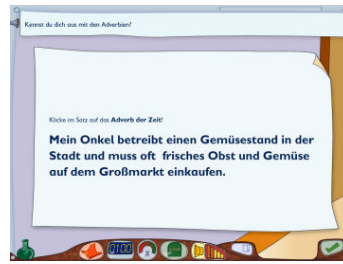 Kennst du dich aus mit den Adverbien?
Klicke im Satz auf das Adverb der Zeit!
Mein Onkel betreibt einen Gemüsestand in der
Stadt und muss oft frisches Obst und Gemüse
auf dem Großmarkt einkaufen.
0100